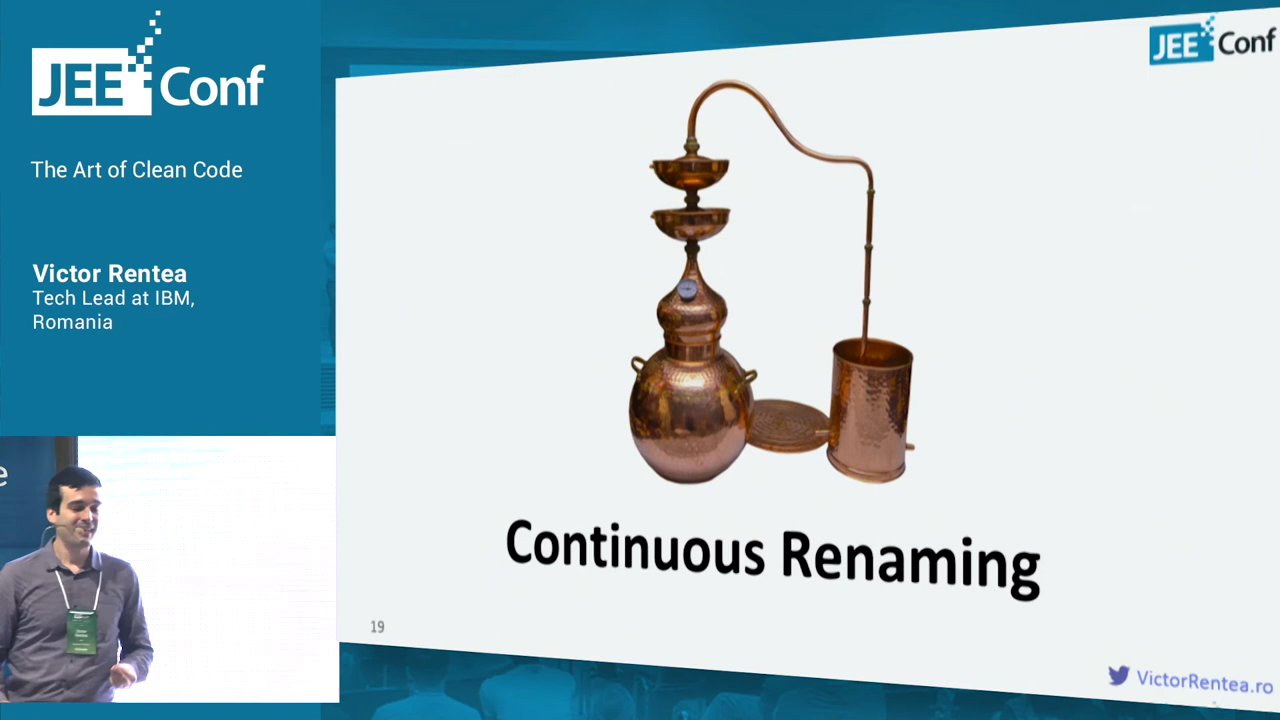 JEE Conf
The Art of Clean Code
Victor Rentea
Tech Lead at IBM,
Romania
e
JEE Conf
Continuous Renaming
19
VictorRentea.ro